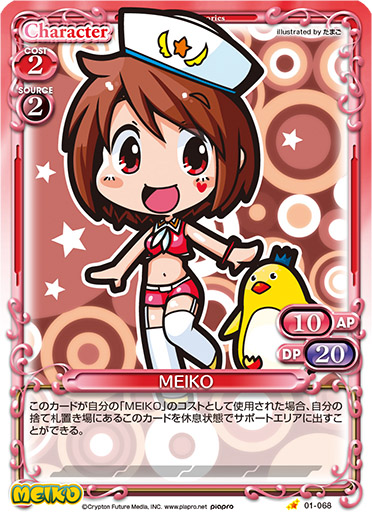 Character
illustrated by たまご
COST
2
SOURCE
2
10 AP
DP 20
MEIKO
このカードが自分の「MEIKO」のコストとして使用された場合、自分の
捨て札置き場にあるこのカードを休息状態でサポートエリアに出すこ
とができる。
MEIKO
©Crypton Future Media, INC. www.piapro.net piapro
01-068